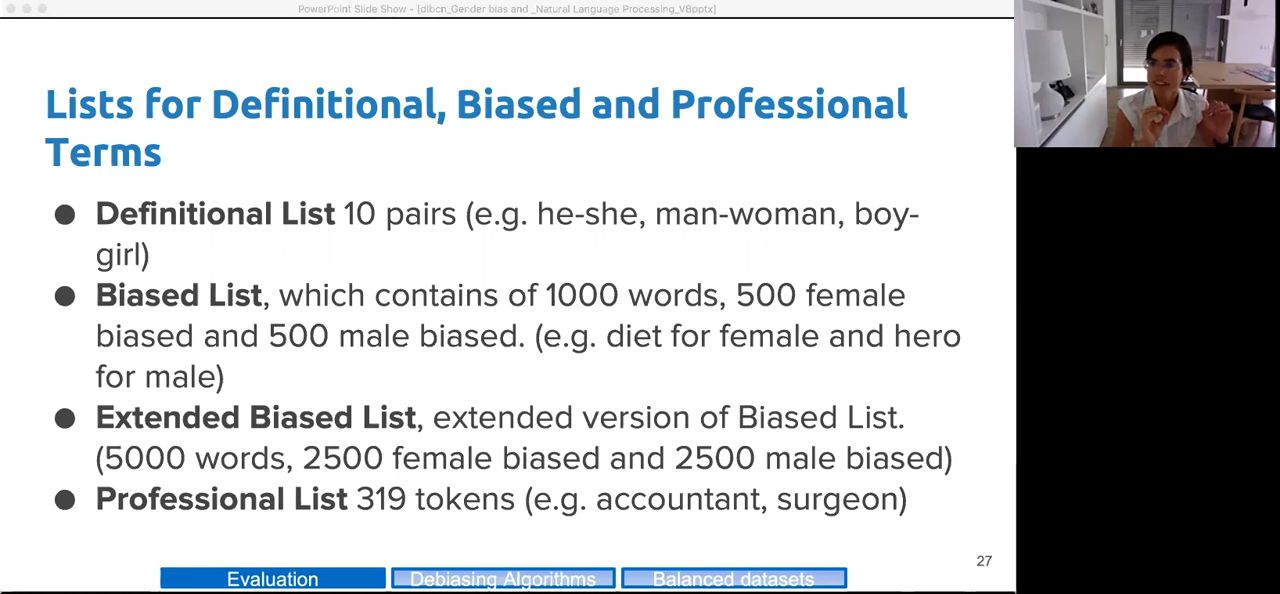 PowerPoint Slide Show - [dlbcn_Gender bias and _Natural Language Processing_V8pptx]
Lists for Definitional, Biased and Professional
Terms
● Definitional List 10 pairs (e.g. he-she, man-woman, boy-
girl)
● Biased List, which contains of 1000 words, 500 female
biased and 500 male biased. (e.g. diet for female and hero
for male)
● Extended Biased List, extended version of Biased List.
(5000 words, 2500 female biased and 2500 male biased)
● Professional List 319 tokens (e.g. accountant, surgeon)
27
Evaluation Debiasing Algorithms Balanced datasets